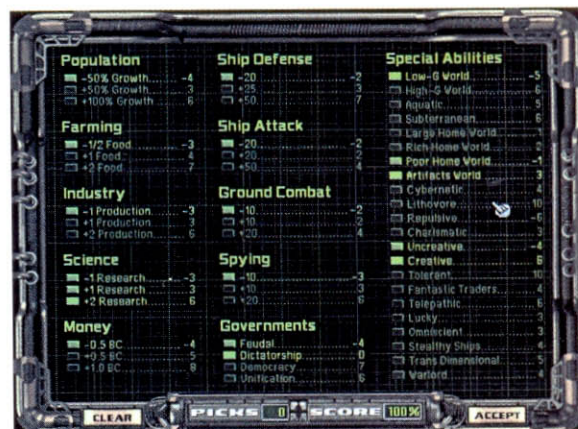 Population
-50% Growth -4
+50% Growth 3
+100% Growth 6
Farming
-1/2 Food -3
+1 Food 4
+2 Food 7
Industry
-1 Production -3
+1 Production 3
+2 Production 6
Science
-1 Research -3
+1 Research 3
+2 Research 6
Money
-0.5 BC -4
+0.5 BC 5
+1.0 BC 8
Ship Defense
-20 -2
+25 3
+50 7
Ship Attack
-20 -2
+20 2
+50 4
Ground Combat
-10 -2
+10 2
+20 4
Spying
-10 -3
+10 3
+20 6
Governments
Feudal -4
Dictatorship 0
Democracy 7
Unification 6
Special Abilities
Low-G World -5
High-G World 6
Aquatic 5
Subterranean 6
Large Home World 1
Rich Home World 2
Poor Home World -1
Artifacts World 3
Cybernetic 4
Lithovore 10
Repulsive -6
Charismatic 3
Uncreative -4
Creative 8
Tolerant 10
Fantastic Traders 4
Telepathic 6
Lucky 3
Omniscient 3
Stealthy Ships 4
Trans Dimensional 5
Warlord 4
CLEAR PICKS 0 SCORE 100% ACCEPT